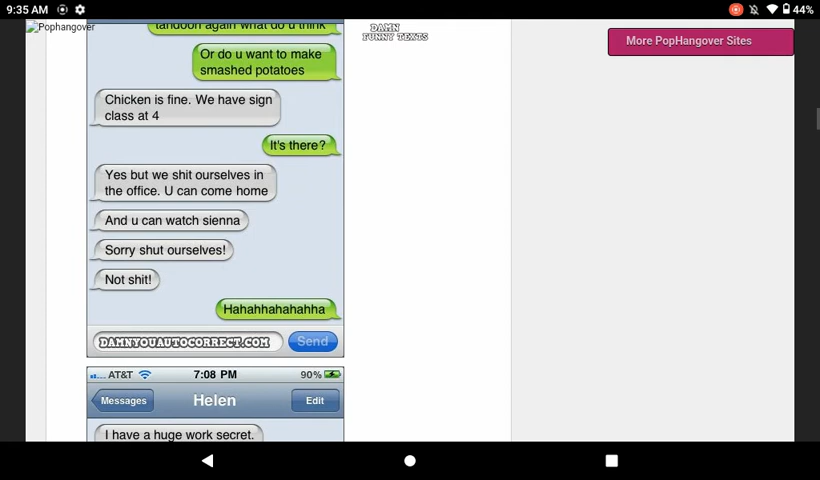 9:35 AM
44%
Pophangover
tandoori again what do u think
DAMN
FUNNY TEXTS
More PopHangover Sites
Or do u want to make
smashed potatoes
Chicken is fine. We have sign
class at 4
It's there?
Yes but we shit ourselves in
the office. U can come home
And u can watch sienna
Sorry shut ourselves!
Not shit!
Hahahhahahahha
DAMNYOUAUTOCORRECT.COM
Send
AT&T
7:08 PM
90%
Messages
Helen
Edit
I have a huge work secret.